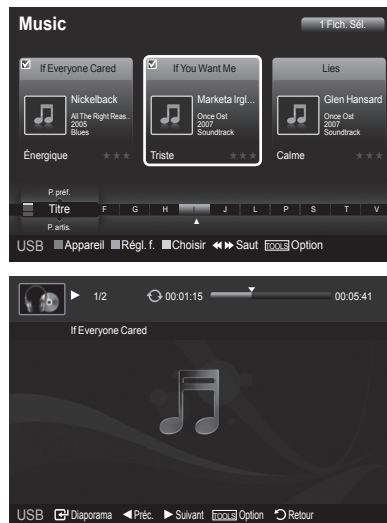 Music
1 Fich. Sél.
If Everyone Cared
If You Want Me
Lies
Nickelback
All The Right Reas..
2005
Blues
Marketa Irgl...
Once Ost
2007
Soundtrack
Glen Hansard
Once Ost
2007
Soundtrack
Énergique
Triste
Calme
P. préf.
Titre F G H I J L P S T V
P. artis.
USB Appareil Régl. f. Choisir Saut TOOLS Option
1/2 00:01:15 00:05:41
If Everyone Cared
USB Diaporama Préc. Suivant TOOLS Option Retour